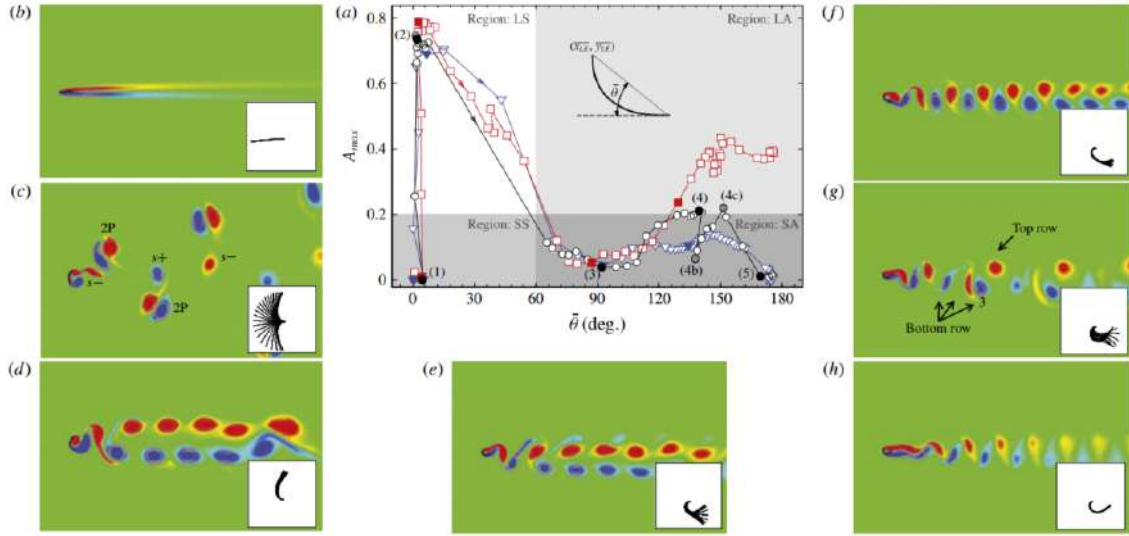 (b)
(a)
(f)
0.8
Region: LS
Region: LA
(2)
0.6
θ̄
A_max
0.4
(c)
(g)
2P
s+
s−
s−
2P
0.2
(4)
(4c)
Region: SS
Region: SA
(3)
(4b)
(5)
(1)
0
0 30 60 90 120 150 180
θ̄ (deg.)
Top row
3
Bottom row
(d)
(e)
(h)